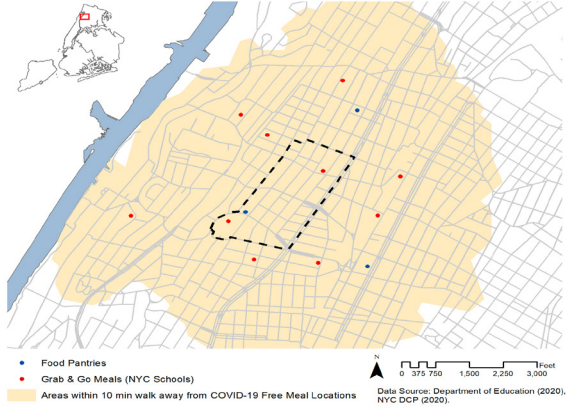 N
Feet
0 375 750 1,500 2,250 3,000
Food Pantries
Grab & Go Meals (NYC Schools)
Areas within 10 min walk away from COVID-19 Free Meal Locations
Data Source: Department of Education (2020),
NYC DCP (2020).